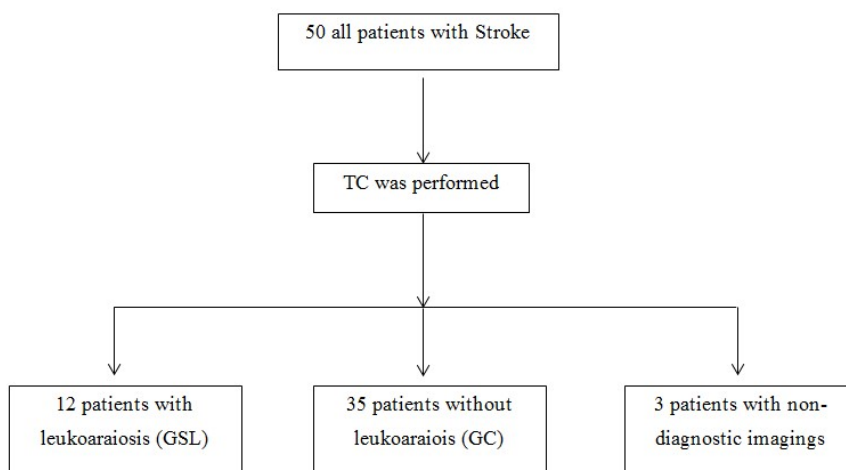 50 all patients with Stroke
TC was performed
12 patients with
leukoaraiosis (GSL)
35 patients without
leukoaraiois (GC)
3 patients with non-
diagnostic imagings